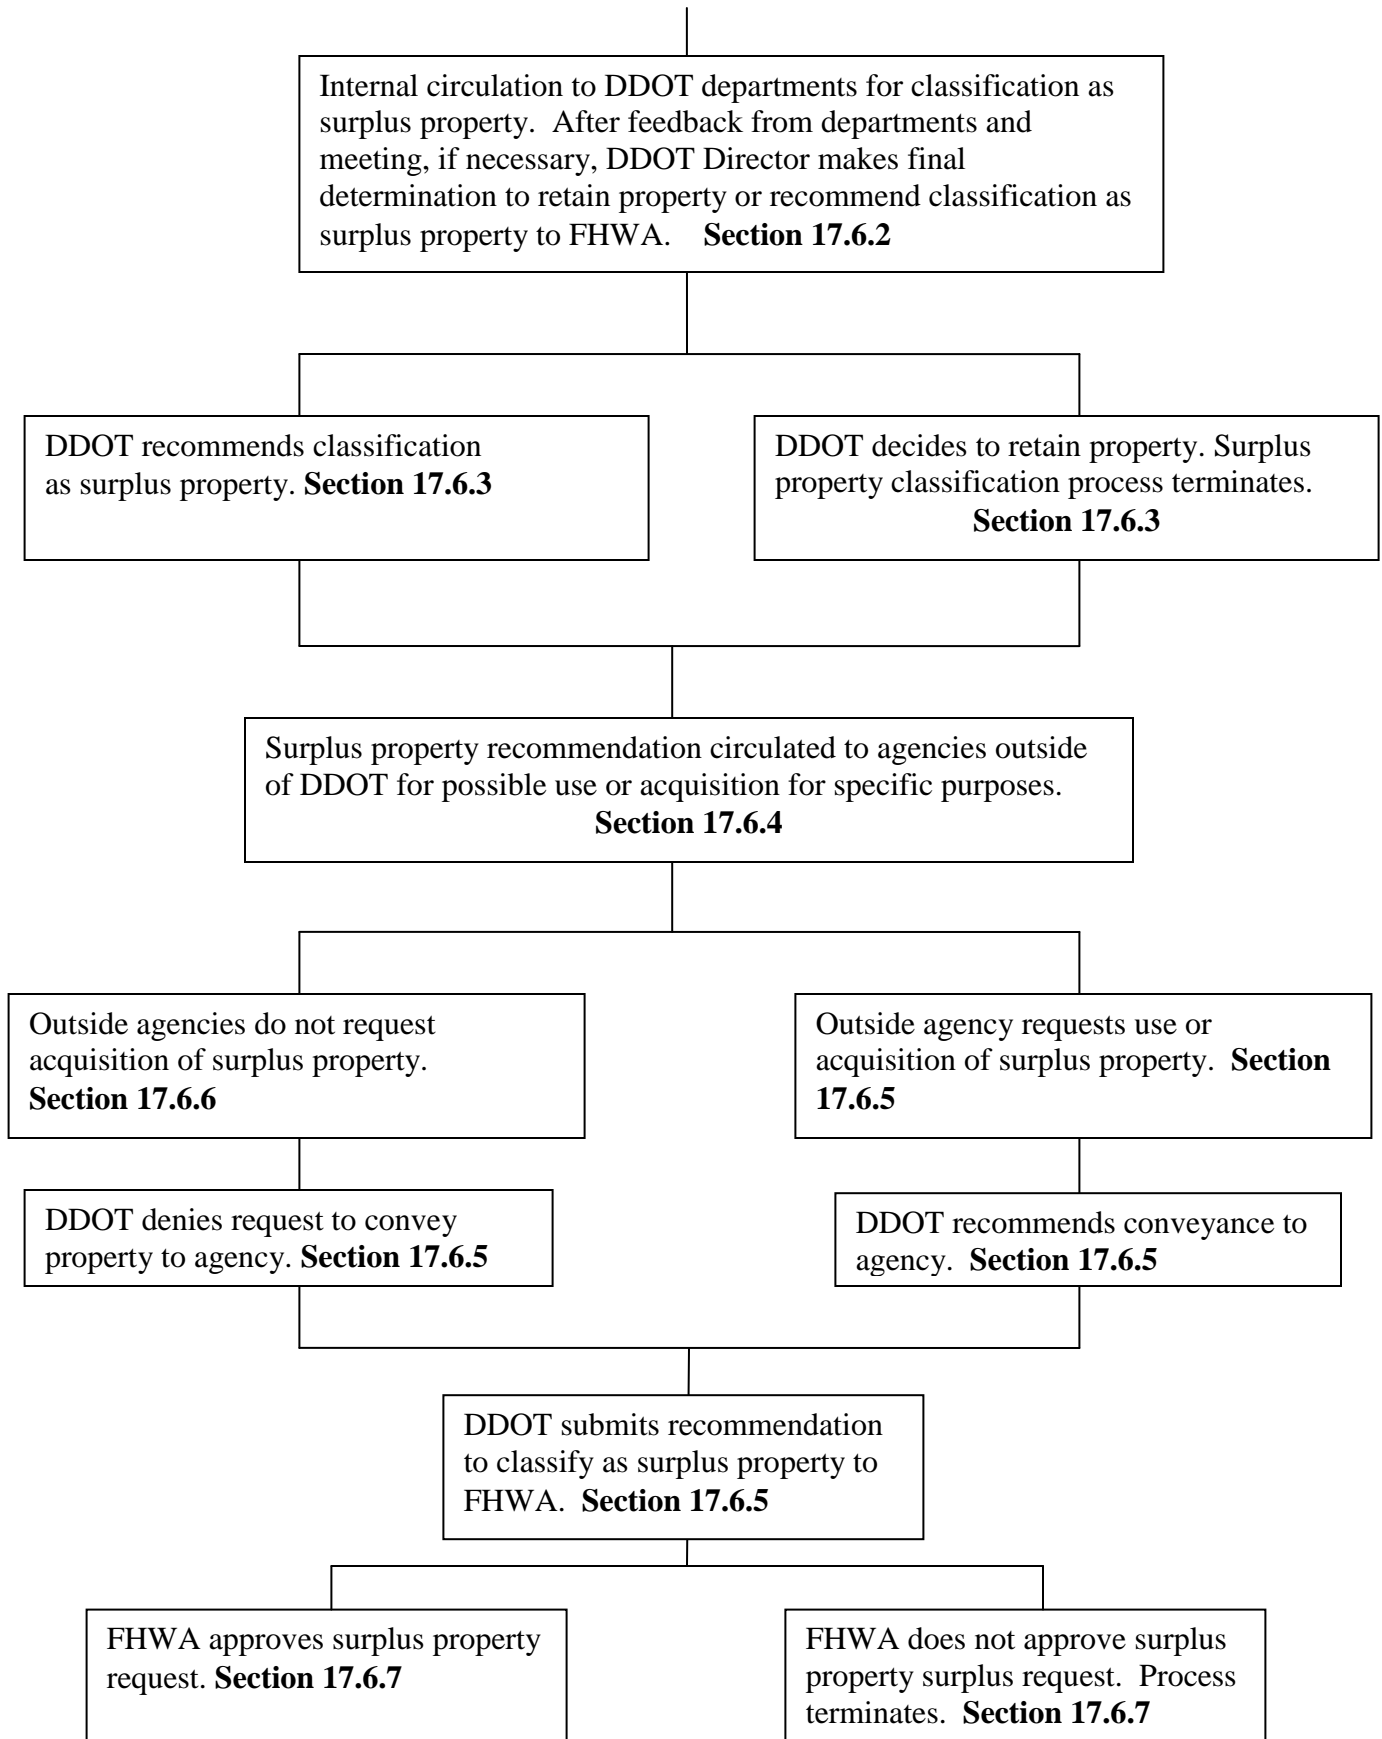 Internal circulation to DDOT departments for classification as
surplus property. After feedback from departments and
meeting, if necessary, DDOT Director makes final
determination to retain property or recommend classification as
surplus property to FHWA. Section 17.6.2
DDOT recommends classification
as surplus property. Section 17.6.3
DDOT decides to retain property. Surplus
property classification process terminates.
Section 17.6.3
Surplus property recommendation circulated to agencies outside
of DDOT for possible use or acquisition for specific purposes.
Section 17.6.4
Outside agencies do not request
acquisition of surplus property.
Section 17.6.6
Outside agency requests use or
acquisition of surplus property. Section
17.6.5
DDOT denies request to convey
property to agency. Section 17.6.5
DDOT recommends conveyance to
agency. Section 17.6.5
DDOT submits recommendation
to classify as surplus property to
FHWA. Section 17.6.5
FHWA approves surplus property
request. Section 17.6.7
FHWA does not approve surplus
property surplus request. Process
terminates. Section 17.6.7